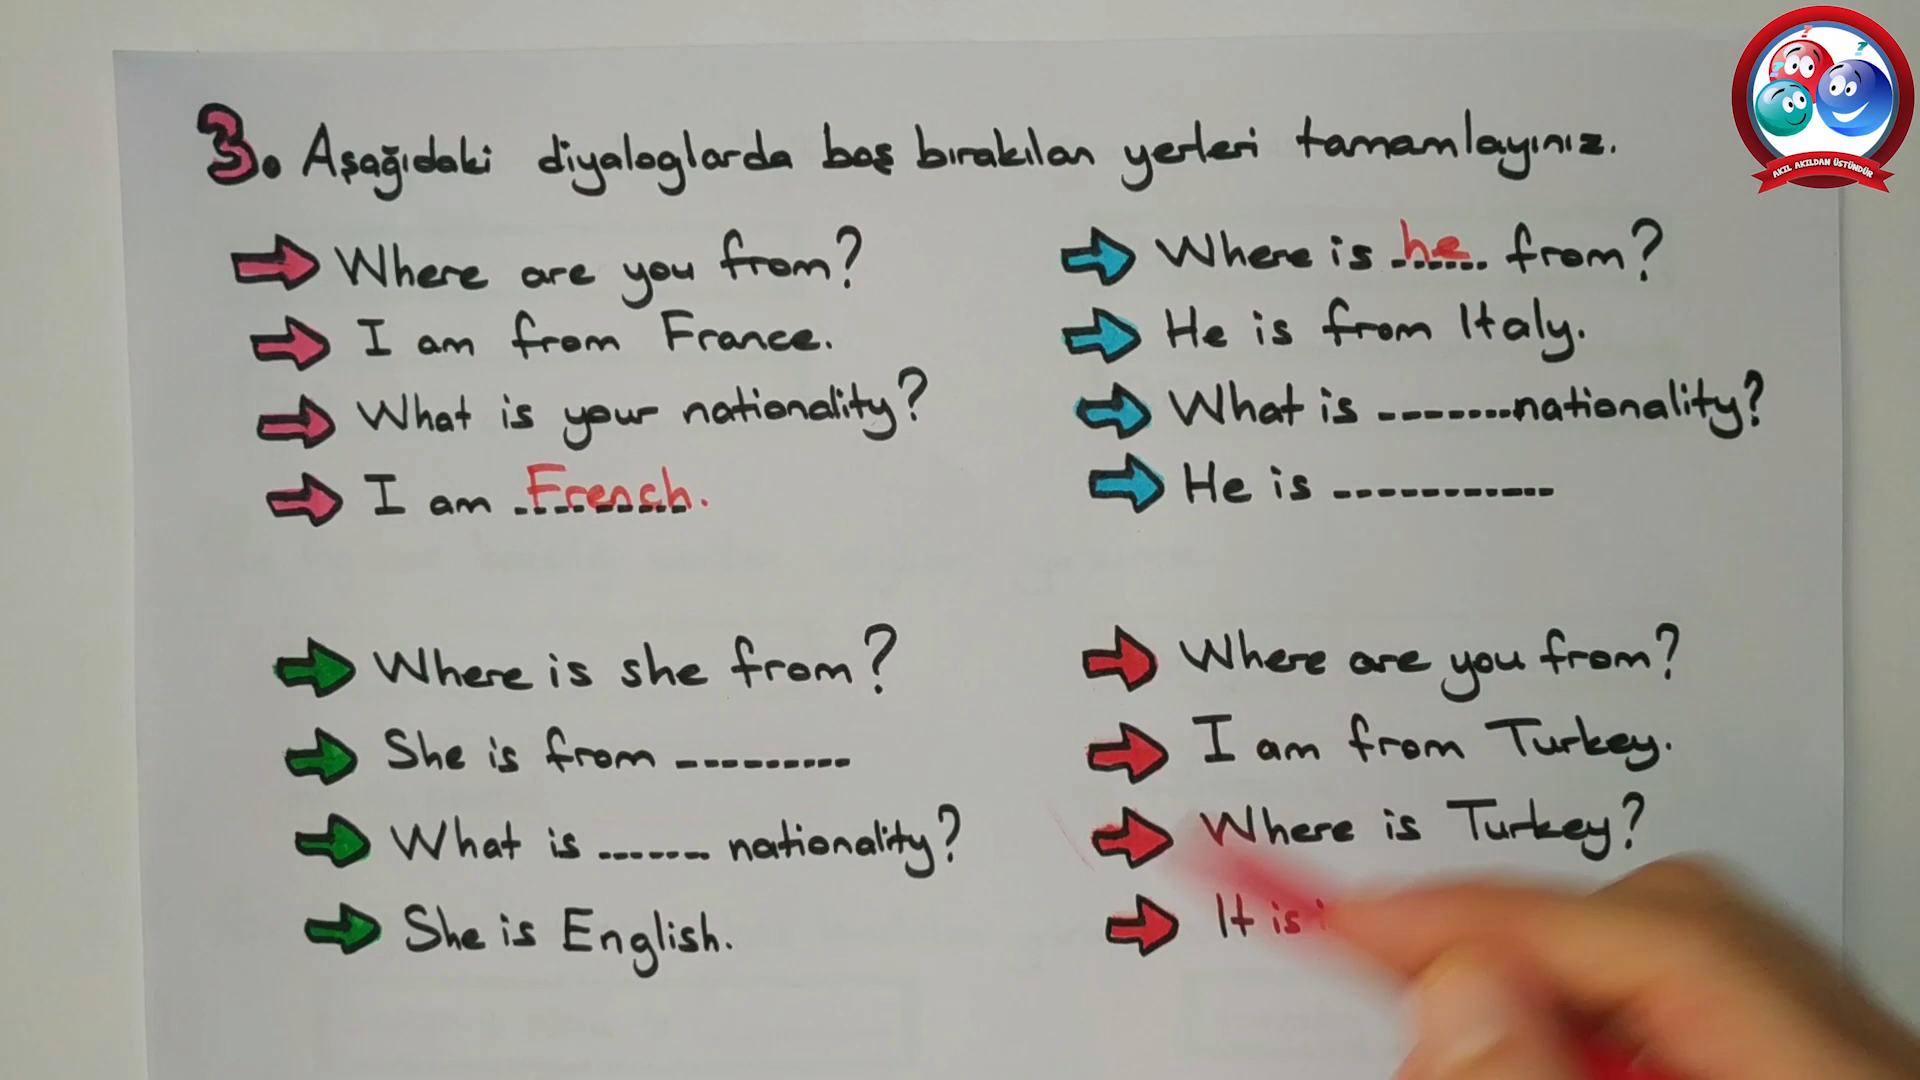 3. Aşağıdaki diyaloglarda boş bırakılan yerleri tamamlayınız.
Where are you from?
I am from France.
What is your nationality?
I am French.
Where is he from?
He is from Italy.
What is ------- nationality?
He is -----------
Where is she from?
She is from ---------
What is ------ nationality?
She is English.
Where are you from?
I am from Turkey.
Where is Turkey?
It is
AKIL AKILDAN ÜSTÜNDÜR